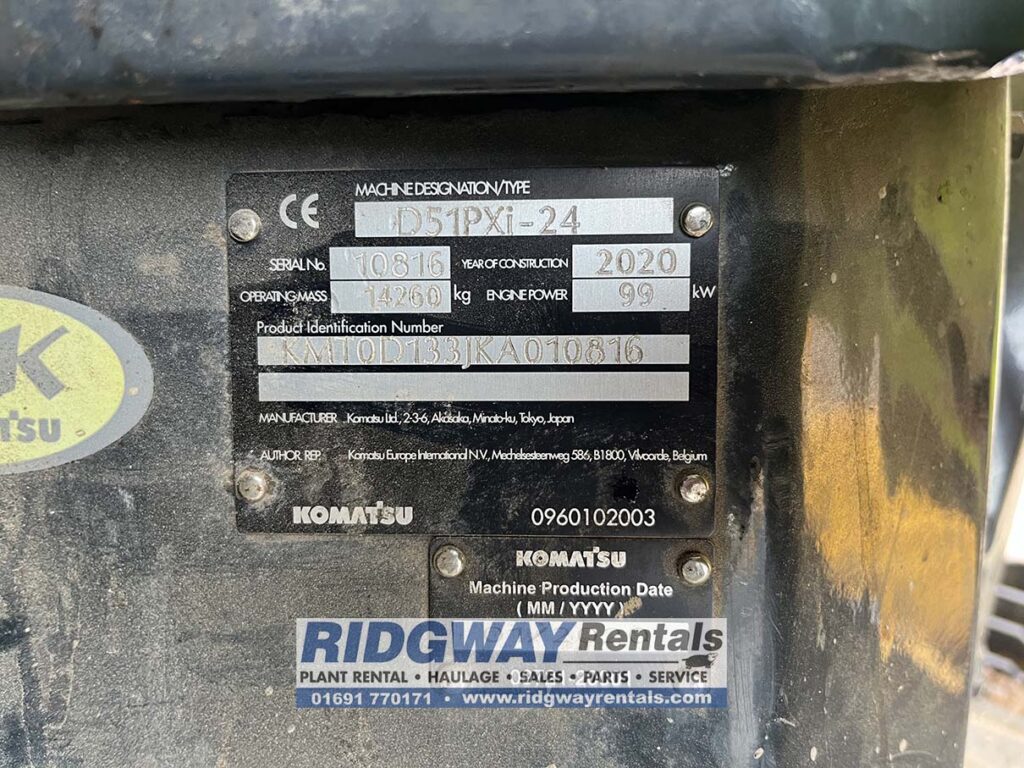 CE
MACHINE DESIGNATION/TYPE
D51PXi-24
SERIAL No. 10816 YEAR OF CONSTRUCTION 2020
OPERATING MASS 14260 kg ENGINE POWER 99 kW
Product Identification Number
KMT0D133JKA010816
MANUFACTURER Komatsu Ltd., 2-3-6, Akasaka, Minato-ku, Tokyo, Japan
AUTHOR. REP. Komatsu Europe International N.V., Mechelsesteenweg 586, B1800, Vilvoorde, Belgium
KOMATSU 0960102003
K
TSU
KOMATSU
Machine Production Date
( MM / YYYY )
RIDGWAY Rentals
PLANT RENTAL • HAULAGE • SALES • PARTS • SERVICE
01691 770171 • www.ridgwayrentals.com